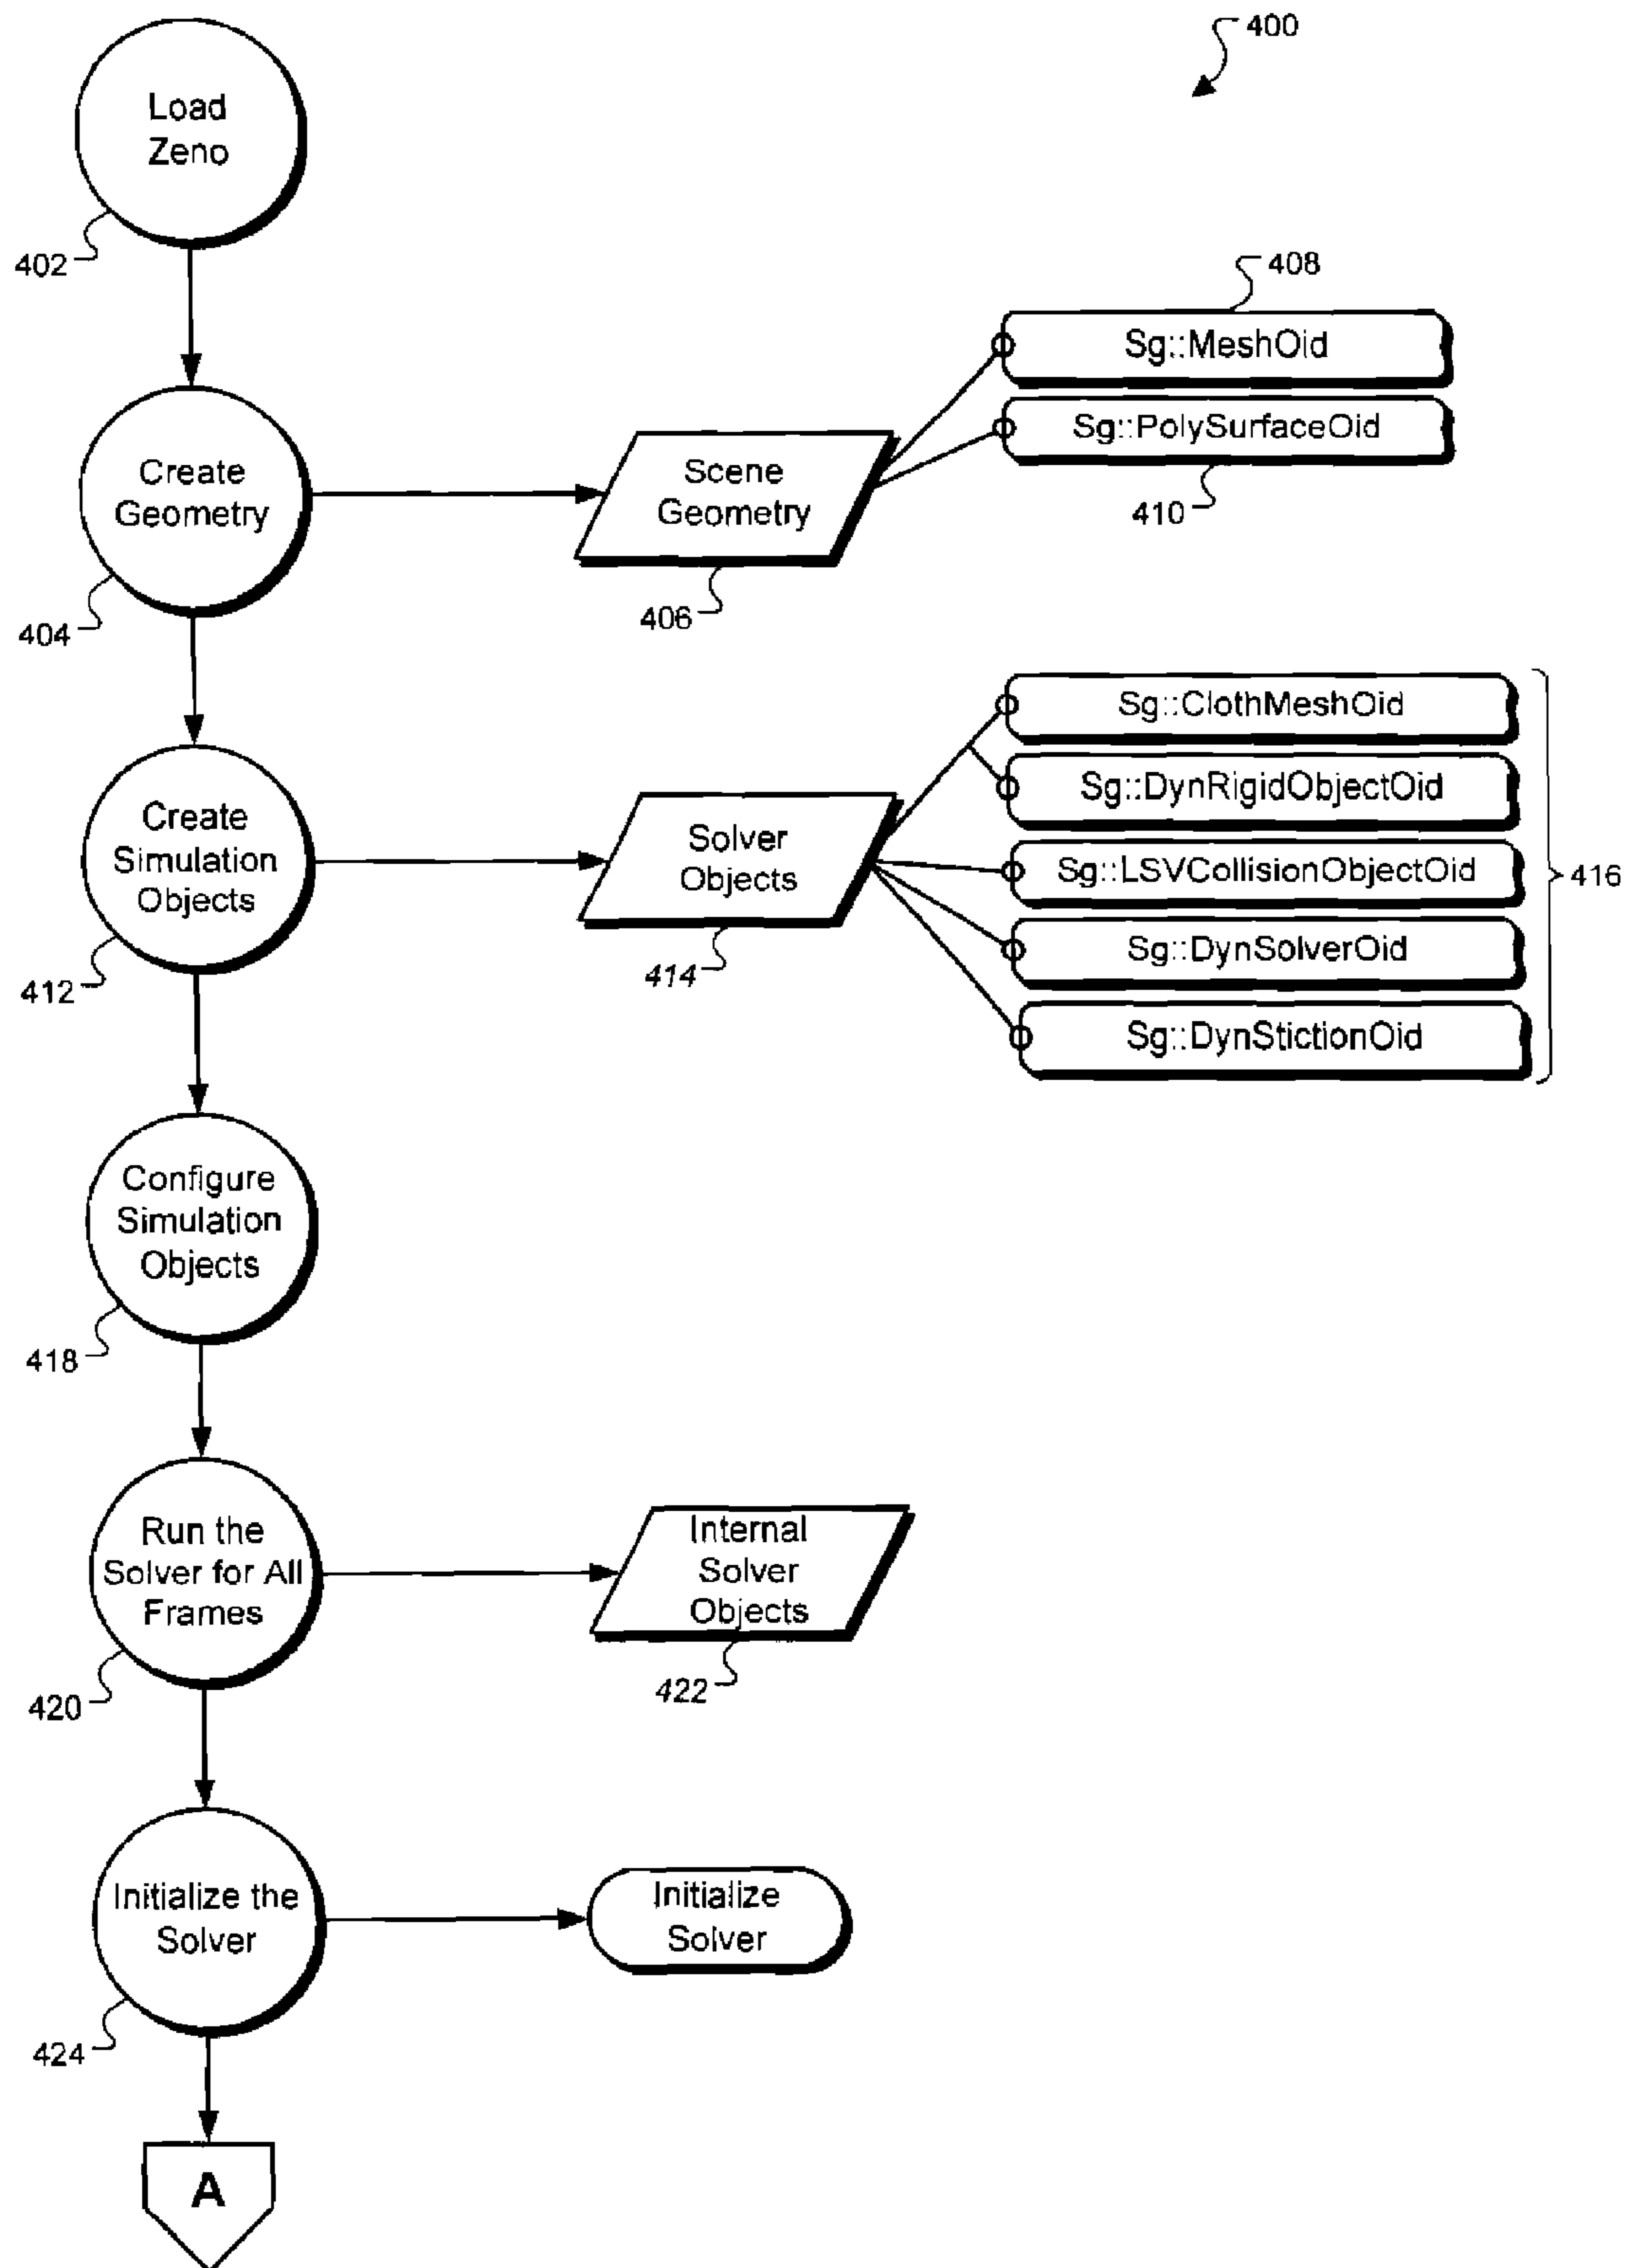 400
Load
Zeno
402
408
Sg::MeshOid
Sg::PolySurfaceOid
410
Create
Geometry
404
Scene
Geometry
406
Create
Simulation
Objects
412
Solver
Objects
414
Sg::ClothMeshOid
Sg::DynRigidObjectOid
Sg::LSVCollisionObjectOid
Sg::DynSolverOid
Sg::DynStictionOid
416
Configure
Simulation
Objects
418
Run the
Solver for All
Frames
420
Internal
Solver
Objects
422
Initialize the
Solver
424
Initialize
Solver
A